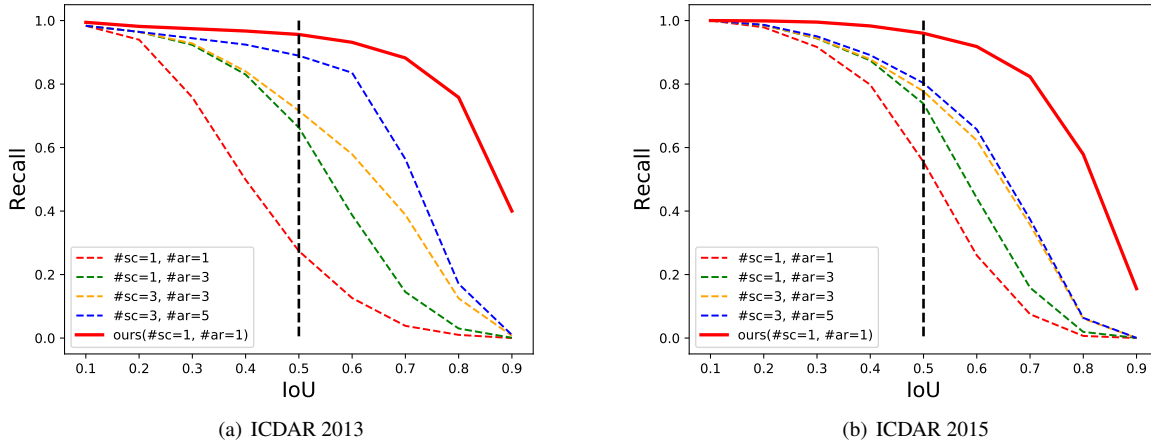 Recall
1.0
0.8
0.6
0.4
0.2
0.0
#sc=1, #ar=1
#sc=1, #ar=3
#sc=3, #ar=3
#sc=3, #ar=5
ours(#sc=1, #ar=1)
0.1 0.2 0.3 0.4 0.5 0.6 0.7 0.8 0.9
IoU
(a) ICDAR 2013
Recall
1.0
0.8
0.6
0.4
0.2
0.0
#sc=1, #ar=1
#sc=1, #ar=3
#sc=3, #ar=3
#sc=3, #ar=5
ours(#sc=1, #ar=1)
0.1 0.2 0.3 0.4 0.5 0.6 0.7 0.8 0.9
IoU
(b) ICDAR 2015